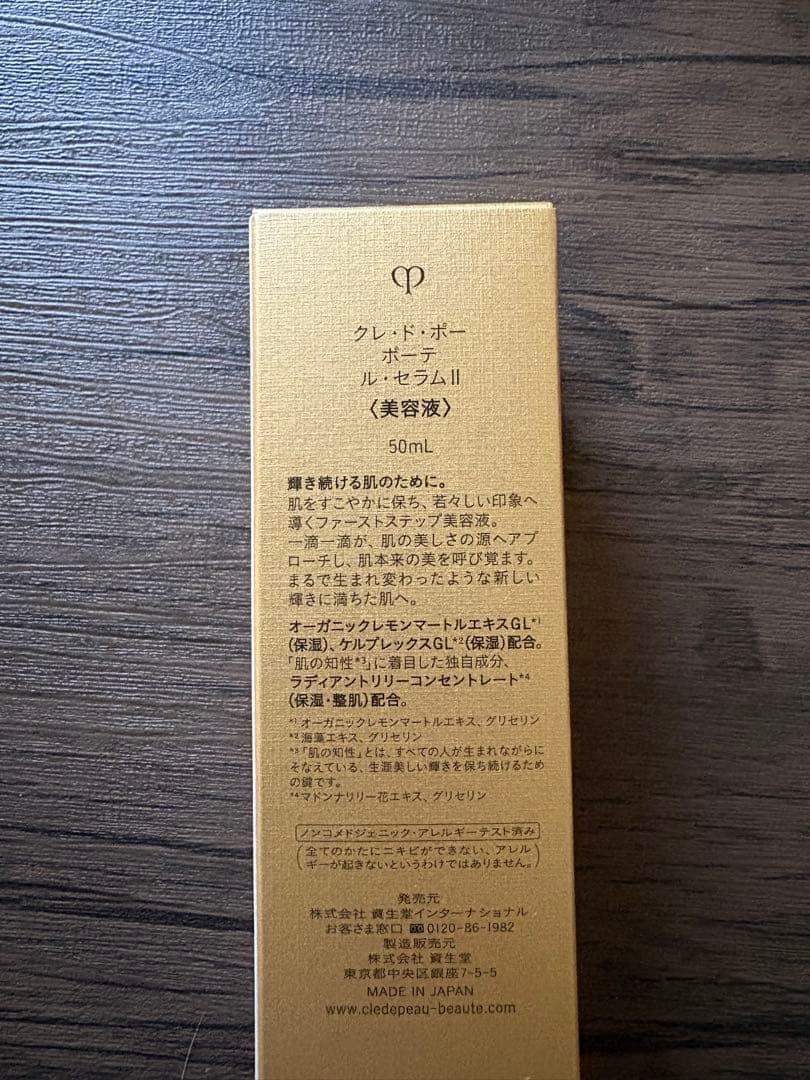 クレ・ド・ポー
ボーテ
ル・セラムⅡ
〈美容液〉
50mL
輝き続ける肌のために。
肌をすこやかに保ち、若々しい印象へ
導くファーストステップ美容液。
一滴一滴が、肌の美しさの源へアプ
ローチし、肌本来の美を呼び覚ます。
まるで生まれ変わったような新しい
輝きに満ちた肌へ。
オーガニックレモンマートルエキスGL*1
(保湿)、ケルプレックスGL*2(保湿)配合。
「肌の知性*3」に着目した独自成分、
ラディアントリリーコンセントレート*4
(保湿・整肌)配合。
*1 オーガニックレモンマートルエキス、グリセリン
*2 海藻エキス、グリセリン
*3「肌の知性」とは、すべての人が生まれながらに
そなえている、生涯美しい輝きを保ち続けるため
の鍵です。
*4 マドンナリリー花エキス、グリセリン
ノンコメドジェニック・アレルギーテスト済み
(全てのかたにニキビができない、アレル
ギーが起きないというわけではありません。)
発売元
株式会社 資生堂インターナショナル
お客さま窓口 0120-86-1982
製造販売元
株式会社 資生堂
東京都中央区銀座7-5-5
MADE IN JAPAN
www.cledepeau-beaute.com